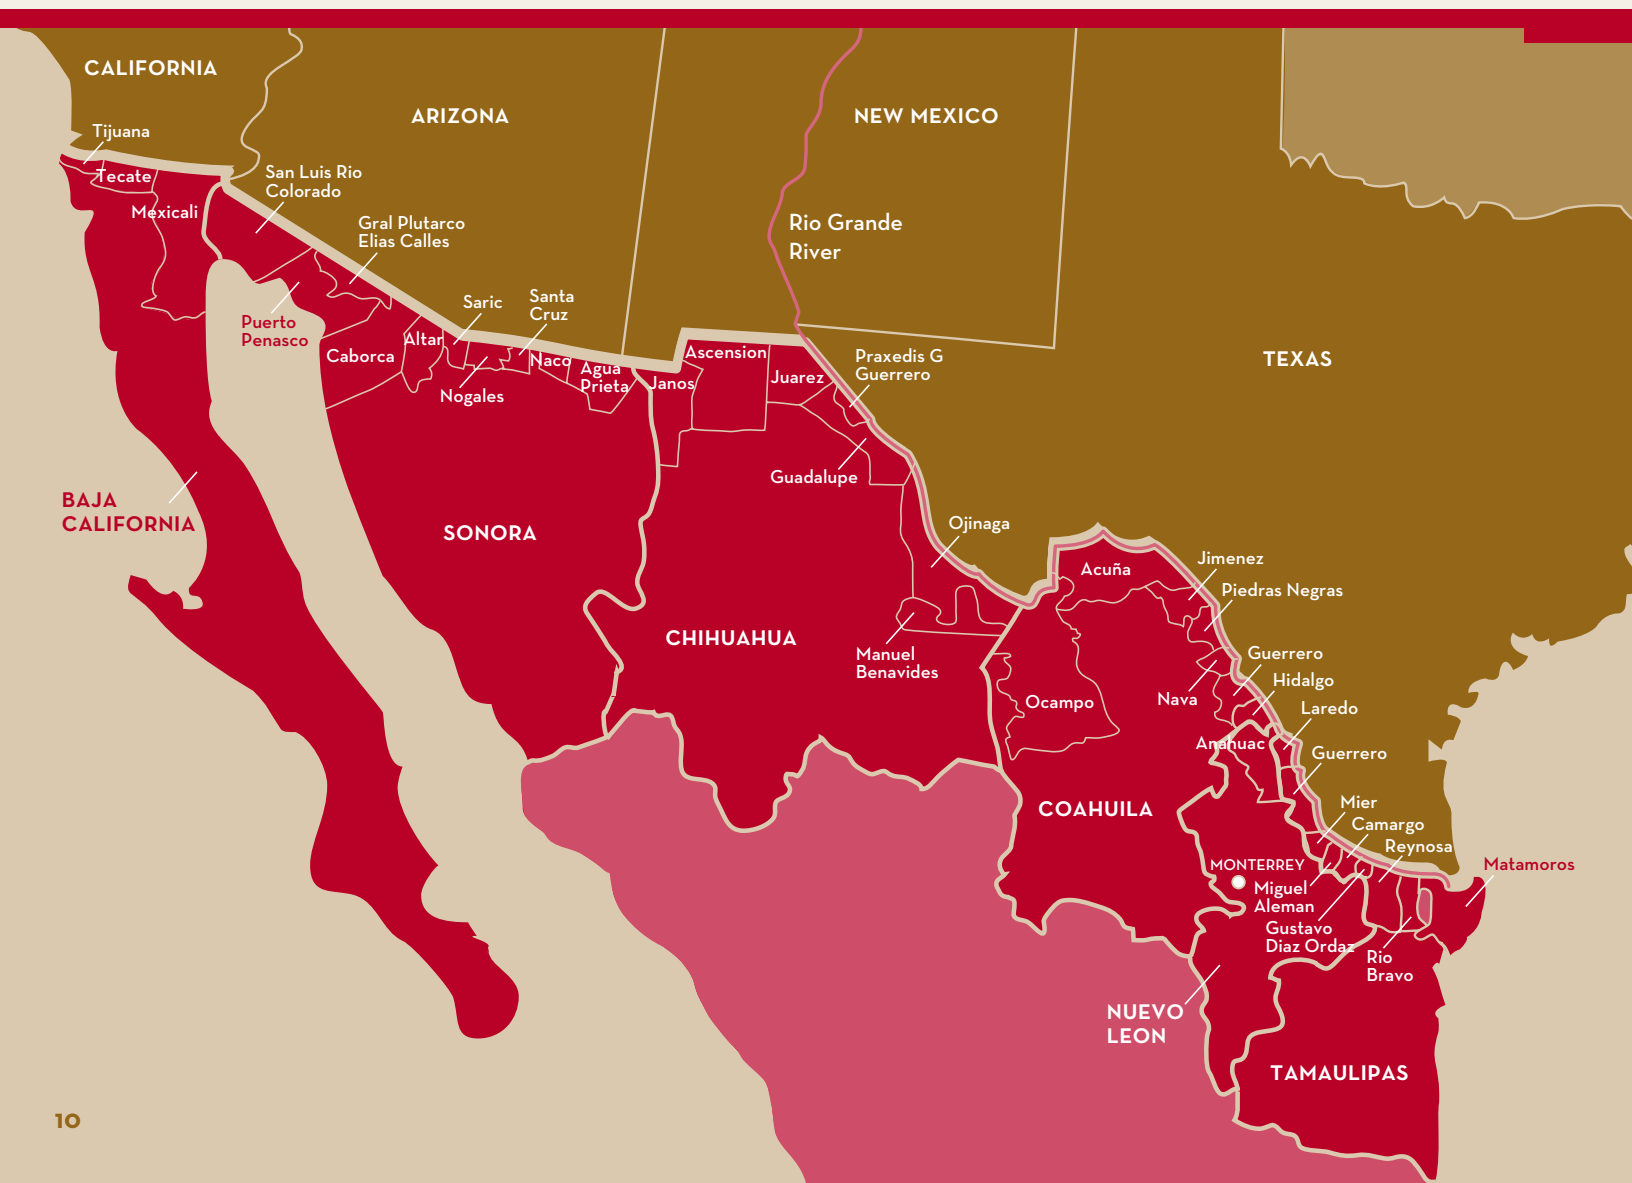 CALIFORNIA
ARIZONA
NEW MEXICO
Tijuana
Tecate
Mexicali
San Luis Rio
Colorado
Gral Plutarco
Elias Calles
Rio Grande
River
Puerto
Penasco
Saric
Santa
Cruz
Caborca
Altar
Nogales
Naco
Agua
Prieta
Janos
Ascension
Juarez
Praxedis G
Guerrero
TEXAS
Guadalupe
BAJA
CALIFORNIA
SONORA
Ojinaga
Acuña
Jimenez
Piedras Negras
CHIHUAHUA
Manuel
Benavides
Guerrero
Hidalgo
Nava
Ocampo
Laredo
Anahuac
Guerrero
COAHUILA
Mier
Camargo
Reynosa
MONTERREY
Matamoros
Miguel
Aleman
Gustavo
Diaz Ordaz
Rio
Bravo
NUEVO
LEON
TAMAULIPAS
10